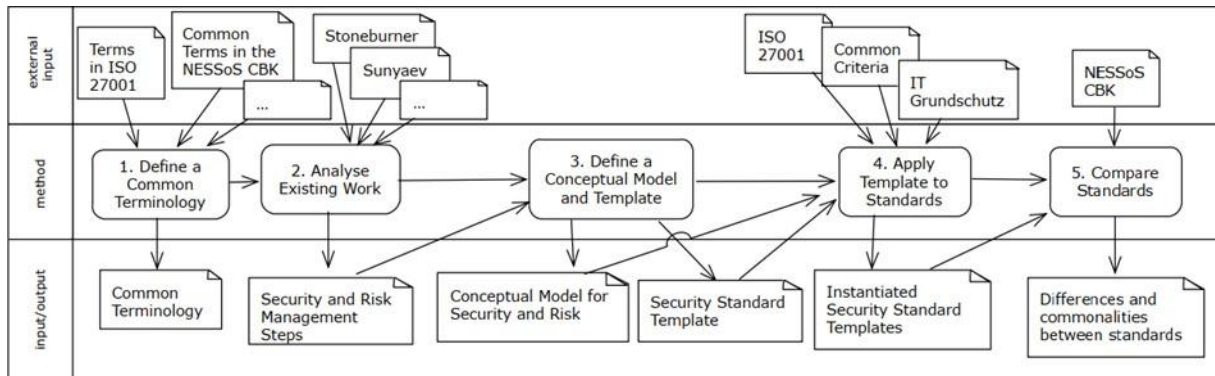 external
input
Terms
in ISO
27001
Common
Terms in the
NESSoS CBK
...
Stoneburner
Sunyaev
...
ISO
27001
Common
Criteria
IT
Grundschutz
NESSoS
CBK
method
1. Define a
Common
Terminology
2. Analyse
Existing Work
3. Define a
Conceptual Model
and Template
4. Apply
Template to
Standards
5. Compare
Standards
input/output
Common
Terminology
Security and Risk
Management
Steps
Conceptual Model for
Security and Risk
Security Standard
Template
Instantiated
Security Standard
Templates
Differences and
commonalities
between standards